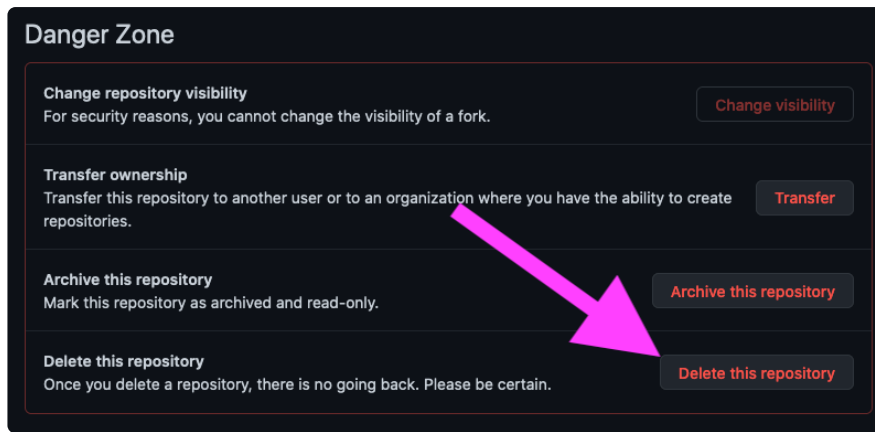 Danger Zone
Change repository visibility
For security reasons, you cannot change the visibility of a fork.
Change visibility
Transfer ownership
Transfer this repository to another user or to an organization where you have the ability to create
repositories.
Transfer
Archive this repository
Mark this repository as archived and read-only.
Archive this repository
Delete this repository
Once you delete a repository, there is no going back. Please be certain.
Delete this repository